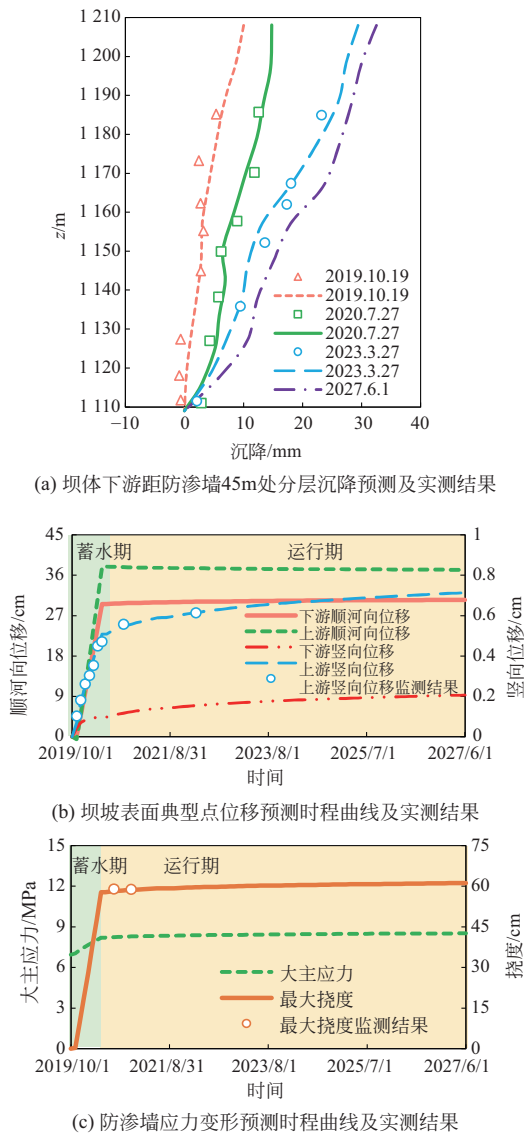 1 210
1 200
1 190
1 180
1 170
1 160
1 150
1 140
1 130
1 120
1 110
z/m
2019.10.19
2019.10.19
2020.7.27
2020.7.27
2023.3.27
2023.3.27
2027.6.1
−10 0 10 20 30 40
沉降/mm
(a) 坝体下游距防渗墙45m处分层沉降预测及实测结果
45
36
27
18
9
0
顺河向位移/cm
蓄水期 运行期
下游顺河向位移
上游顺河向位移
下游竖向位移
上游竖向位移
上游竖向位移监测结果
1
0.8
0.6
0.4
0.2
0
竖向位移/cm
2019/10/1 2021/8/31 2023/8/1 2025/7/1 2027/6/1
时间
(b) 坝坡表面典型点位移预测时程曲线及实测结果
15
12
9
6
3
0
大主应力/MPa
蓄水期 运行期
大主应力
最大挠度
最大挠度监测结果
75
60
45
30
15
0
挠度/cm
2019/10/1 2021/8/31 2023/8/1 2025/7/1 2027/6/1
时间
(c) 防渗墙应力变形预测时程曲线及实测结果